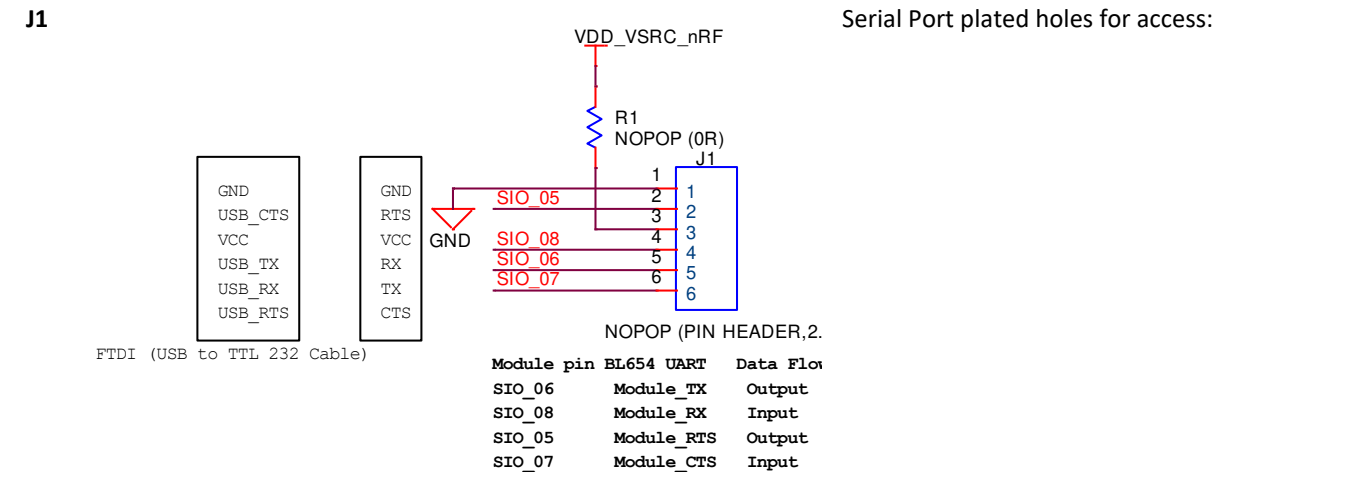 J1
Serial Port plated holes for access:
VDD_VSRC_nRF
R1
NOPOP (0R)
J1
GND
USB_CTS
VCC
USB_TX
USB_RX
USB_RTS
GND
RTS
VCC
RX
TX
CTS
FTDI (USB to TTL 232 Cable)
GND
SIO_05
SIO_08
SIO_06
SIO_07
1
2
3
4
5
6
1
2
3
4
5
6
NOPOP (PIN HEADER,2.
Module pin BL654 UART Data Flow
SIO_06 Module_TX Output
SIO_08 Module_RX Input
SIO_05 Module_RTS Output
SIO_07 Module_CTS Input